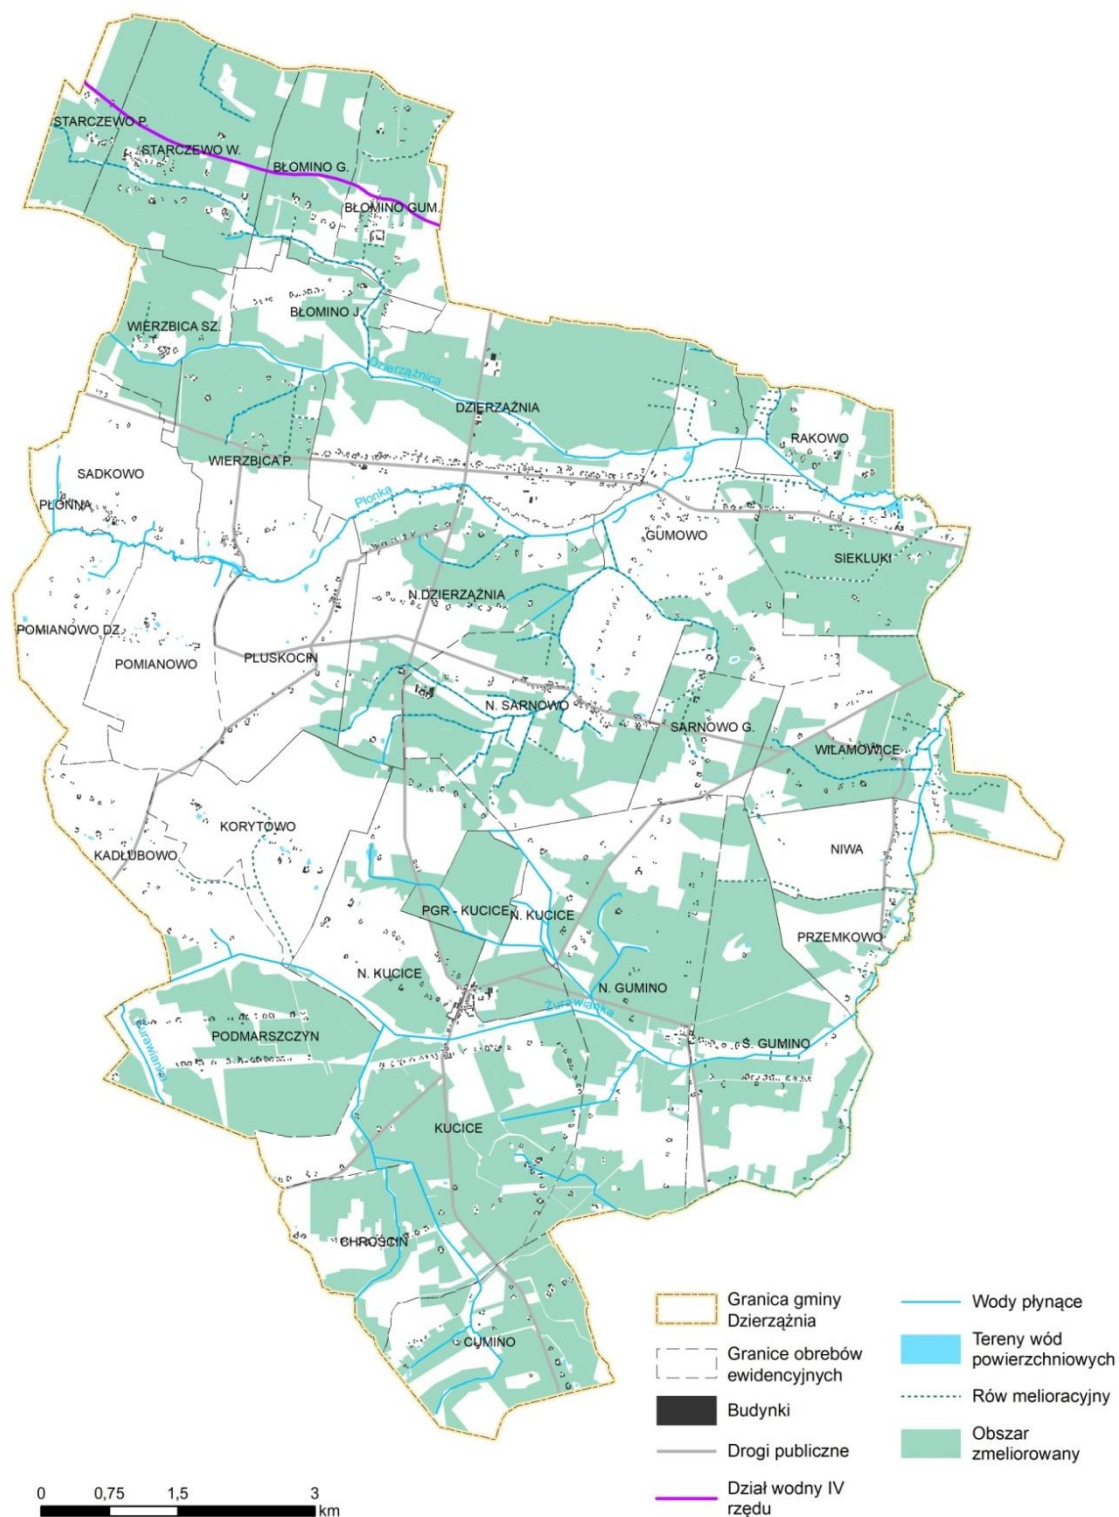 STARCZEWO P.
STARCZEWO W.
BŁOMINO G.
BŁOMINO GUM.
BŁOMINO J.
WIERZBICA SZ.
Dzierzążnica
DZIERZĄŻNIA
RAKOWO
WIERZBICA P.
SADKOWO
PŁONNA
Płonka
GUMOWO
SIEKLUKI
N.DZIERZĄŻNIA
POMIANOWO DZ.
POMIANOWO
PLUSKOCIN
N. SARNOWO
SARNOWO G.
WILAMOWICE
KORYTOWO
KADŁUBOWO
NIWA
PGR - KUCICE
N. KUCICE
PRZEMKOWO
N. KUCICE
N. GUMINO
Żurawianka
PODMARSZCZYN
Żurawianka
S. GUMINO
KUCICE
CHROŚCIN
CUMINO
Granica gminy
Dzierzążnia
Granice obrębów
ewidencyjnych
Budynki
Drogi publiczne
Dział wodny IV
rzędu
Wody płynące
Tereny wód
powierzchniowych
Rów melioracyjny
Obszar
zmeliorowany
0 0,75 1,5 3
km